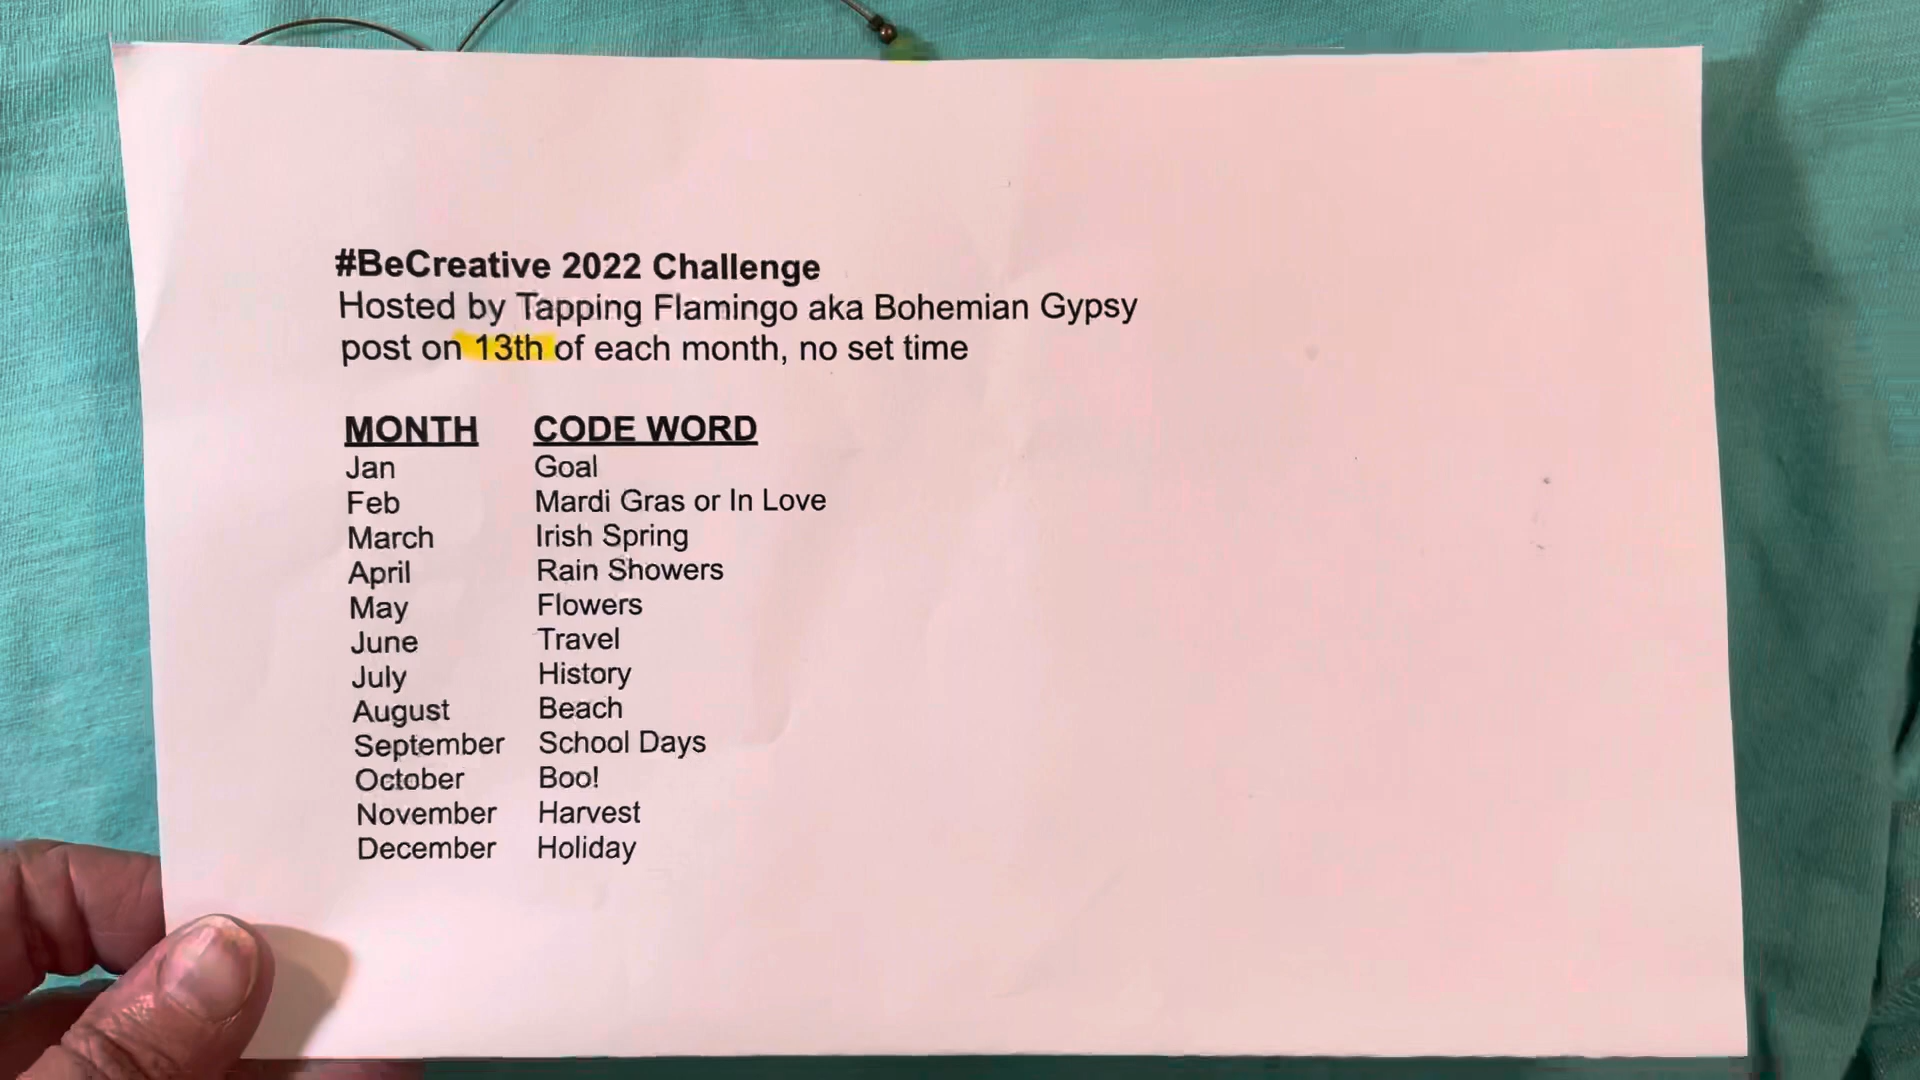 #BeCreative 2022 Challenge
Hosted by Tapping Flamingo aka Bohemian Gypsy
post on 13th of each month, no set time
MONTH CODE WORD
Jan Goal
Feb Mardi Gras or In Love
March Irish Spring
April Rain Showers
May Flowers
June Travel
July History
August Beach
September School Days
October Boo!
November Harvest
December Holiday